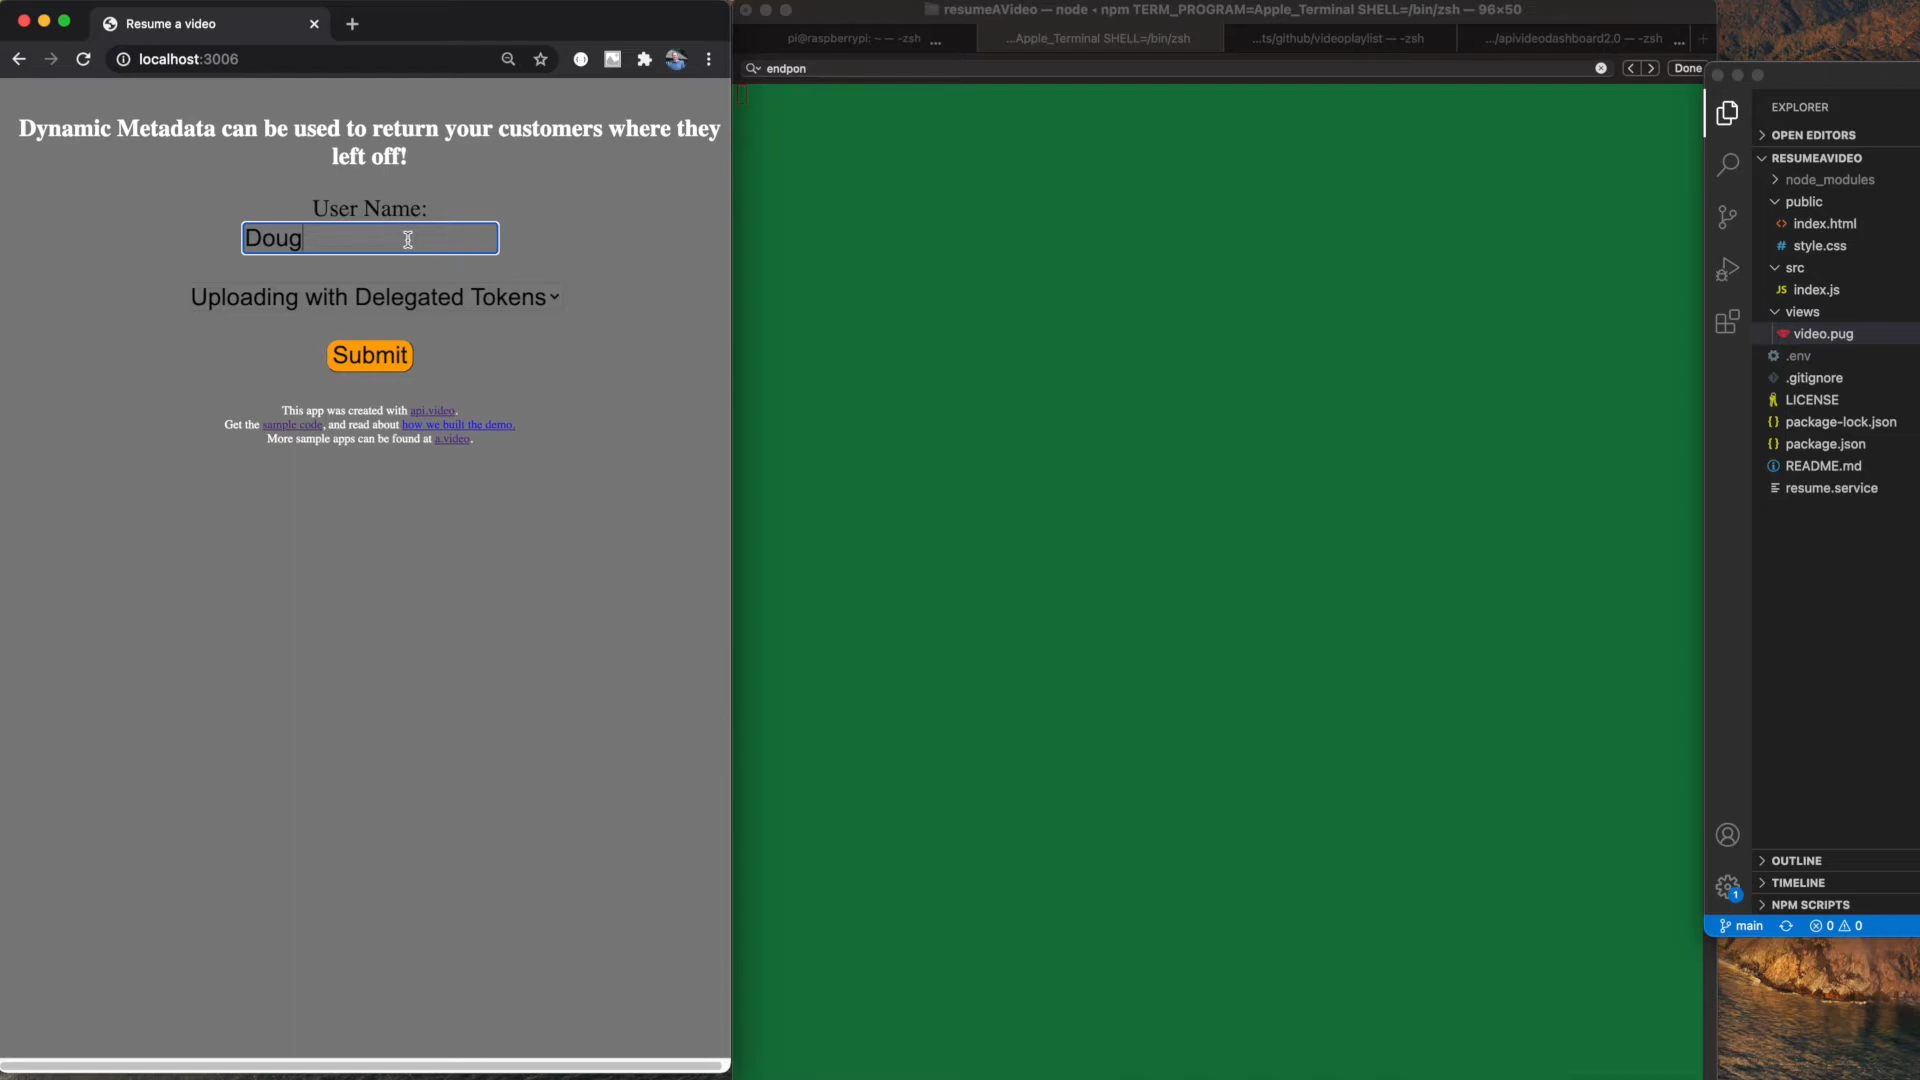 Resume a video
localhost:3006
Dynamic Metadata can be used to return your customers where they
left off!
User Name:
Doug
Uploading with Delegated Tokens
Submit
This app was created with api.video.
Get the sample code, and read about how we built the demo.
More sample apps can be found at a.video.
resumeAVideo — node • npm TERM_PROGRAM=Apple_Terminal SHELL=/bin/zsh — 96×50
pi@raspberrypi: ~ — -zsh ...
...Apple_Terminal SHELL=/bin/zsh
...ts/github/videoplaylist — -zsh
.../apivideodashboard2.0 — -zsh ...
endpon
Done
EXPLORER
OPEN EDITORS
RESUMEAVIDEO
node_modules
public
<> index.html
# style.css
src
JS index.js
views
video.pug
.env
.gitignore
LICENSE
{} package-lock.json
{} package.json
README.md
resume.service
OUTLINE
TIMELINE
NPM SCRIPTS
1
main 0 0